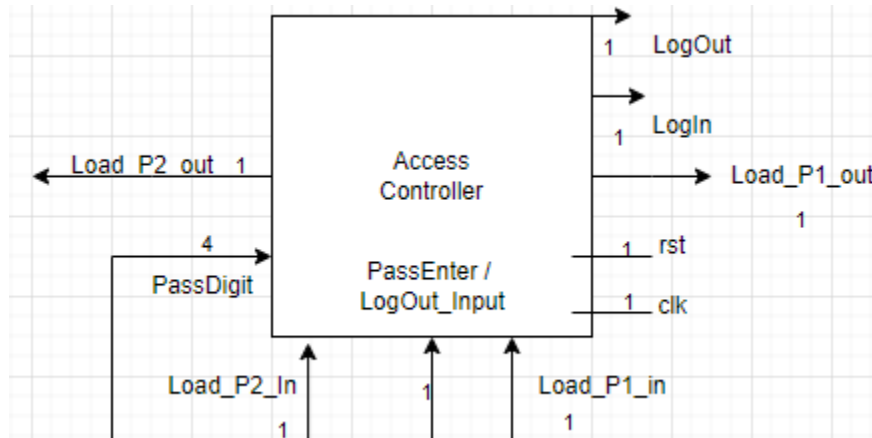 1
LogOut
1
LogIn
Load_P2_out 1
Access
Controller
Load_P1_out
1
4
PassDigit
PassEnter /
LogOut_Input
1 rst
1 clk
Load_P2_In
1
1
Load_P1_in
1